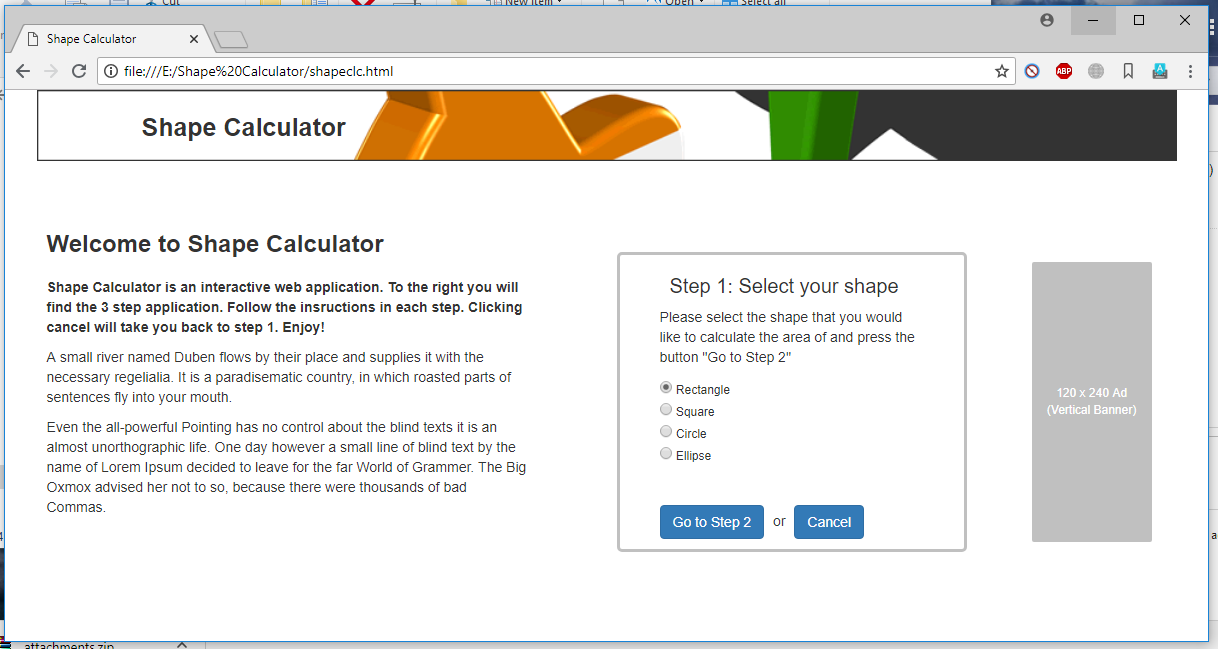 Cut
New item
Open
Select all
Shape Calculator
file:///E:/Shape%20Calculator/shapeclc.html
ABP
Shape Calculator
Welcome to Shape Calculator
Shape Calculator is an interactive web application. To the right you will
find the 3 step application. Follow the insructions in each step. Clicking
cancel will take you back to step 1. Enjoy!
A small river named Duben flows by their place and supplies it with the
necessary regelialia. It is a paradisematic country, in which roasted parts of
sentences fly into your mouth.
Even the all-powerful Pointing has no control about the blind texts it is an
almost unorthographic life. One day however a small line of blind text by the
name of Lorem Ipsum decided to leave for the far World of Grammer. The Big
Oxmox advised her not to so, because there were thousands of bad
Commas.
Step 1: Select your shape
Please select the shape that you would
like to calculate the area of and press the
button "Go to Step 2"
Rectangle
Square
Circle
Ellipse
Go to Step 2 or Cancel
120 x 240 Ad
(Vertical Banner)
attachments.zip